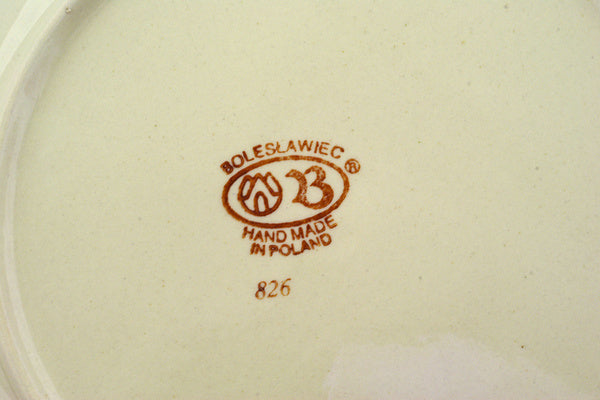 BOLESŁAWIEC ®
B
HAND MADE
IN POLAND
826